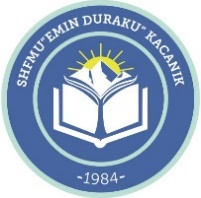 SHFMU"EMIN DURAKU" KAÇANIK
-1984-